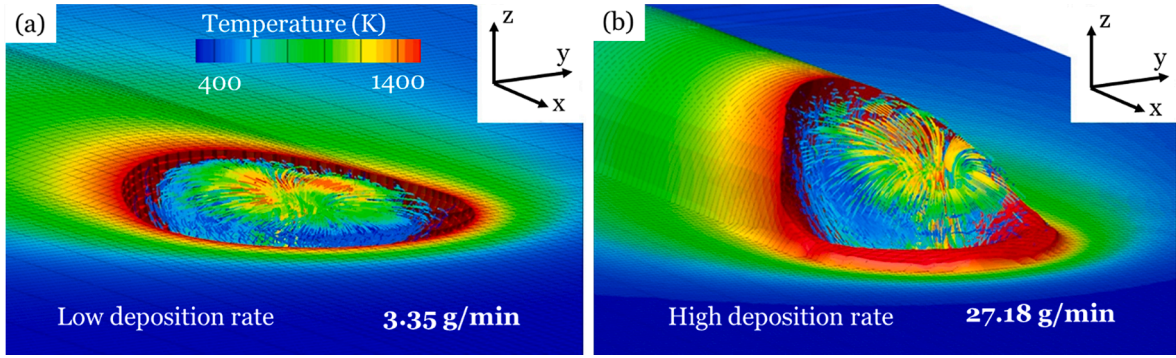 (a)
Temperature (K)
400 1400
z
y
x
Low deposition rate 3.35 g/min
(b)
z
y
x
High deposition rate 27.18 g/min